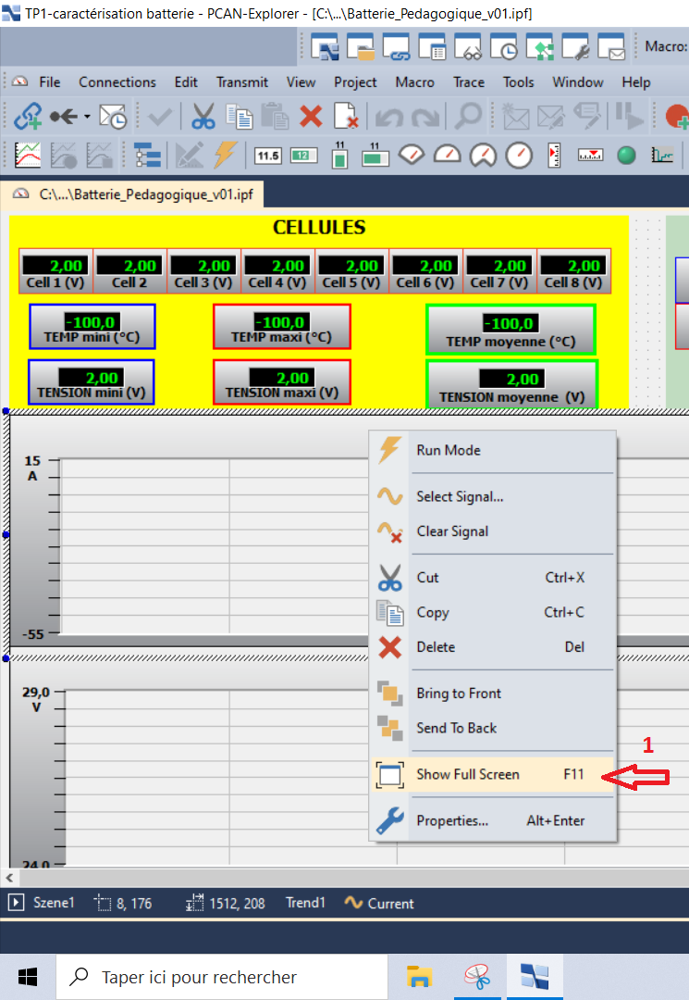 TP1-caractérisation batterie - PCAN-Explorer - [C:\...\Batterie_Pedagogique_v01.ipf]
Macro:
File Connections Edit Transmit View Project Macro Trace Tools Window Help
11.5 12 11 11
C:\...\Batterie_Pedagogique_v01.ipf
CELLULES
2,00 2,00 2,00 2,00 2,00 2,00 2,00 2,00
Cell 1 (V) Cell 2 Cell 3 (V) Cell 4 (V) Cell 5 (V) Cell 6 (V) Cell 7 (V) Cell 8 (V)
-100,0 -100,0 -100,0
TEMP mini (°C) TEMP maxi (°C) TEMP moyenne (°C)
2,00 2,00 2,00
TENSION mini (V) TENSION maxi (V) TENSION moyenne (V)
15
A
-55
29,0
V
24,0
Run Mode
Select Signal...
Clear Signal
Cut Ctrl+X
Copy Ctrl+C
Delete Del
Bring to Front
Send To Back
1
Show Full Screen F11
Properties... Alt+Enter
Szene1 8, 176 1512, 208 Trend1 Current
Taper ici pour rechercher